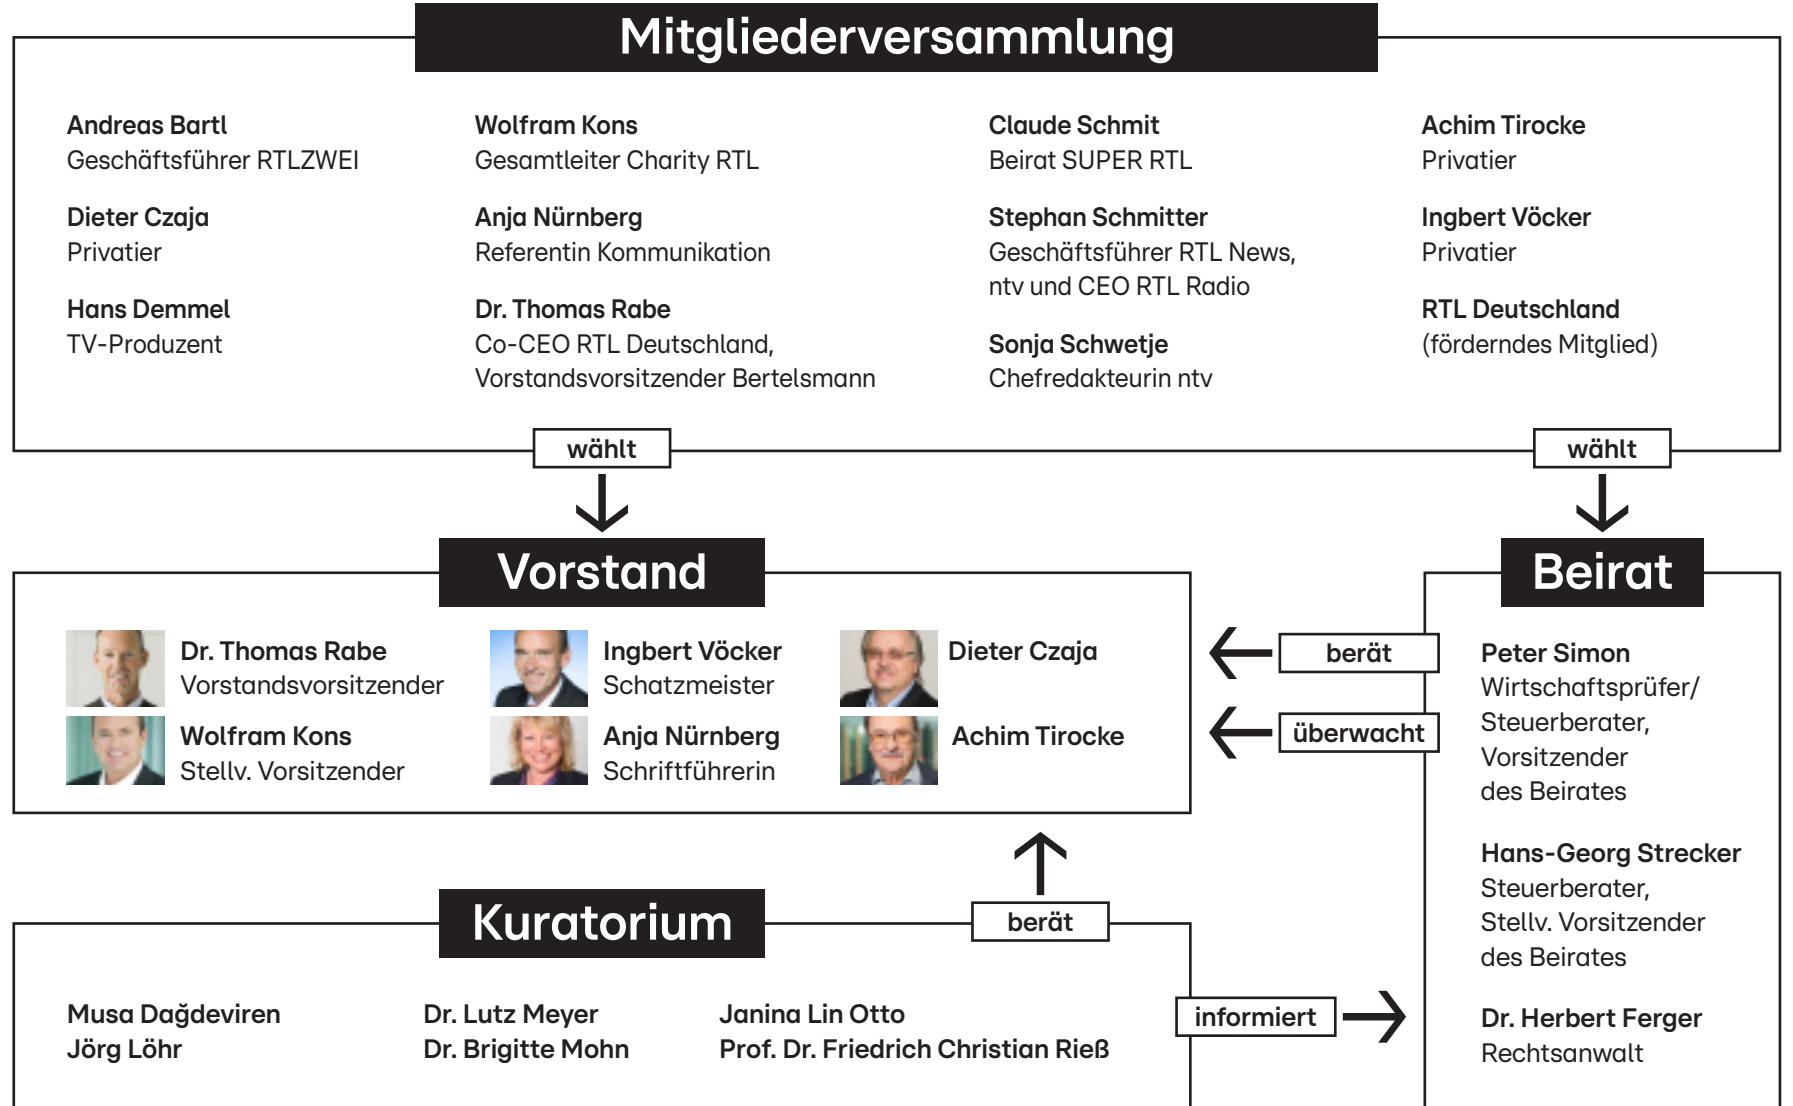 Mitgliederversammlung
Andreas Bartl
Geschäftsführer RTLZWEI
Dieter Czaja
Privatier
Hans Demmel
TV-Produzent
Wolfram Kons
Gesamtleiter Charity RTL
Anja Nürnberg
Referentin Kommunikation
Dr. Thomas Rabe
Co-CEO RTL Deutschland,
Vorstandsvorsitzender Bertelsmann
Claude Schmit
Beirat SUPER RTL
Stephan Schmitter
Geschäftsführer RTL News,
ntv und CEO RTL Radio
Sonja Schwetje
Chefredakteurin ntv
Achim Tirocke
Privatier
Ingbert Vöcker
Privatier
RTL Deutschland
(förderndes Mitglied)
wählt
wählt
Vorstand
Dr. Thomas Rabe
Vorstandsvorsitzender
Wolfram Kons
Stellv. Vorsitzender
Ingbert Vöcker
Schatzmeister
Anja Nürnberg
Schriftführerin
Dieter Czaja
Achim Tirocke
berät
überwacht
Beirat
Peter Simon
Wirtschaftsprüfer/
Steuerberater,
Vorsitzender
des Beirates
Hans-Georg Strecker
Steuerberater,
Stellv. Vorsitzender
des Beirates
Dr. Herbert Ferger
Rechtsanwalt
Kuratorium
berät
Musa Dağdeviren
Jörg Löhr
Dr. Lutz Meyer
Dr. Brigitte Mohn
Janina Lin Otto
Prof. Dr. Friedrich Christian Rieß
informiert